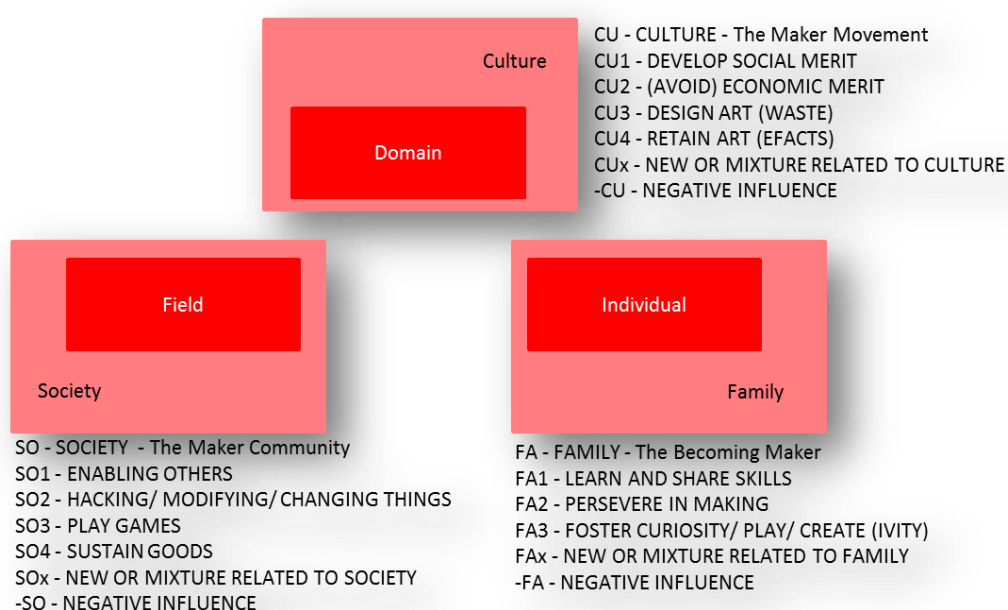 Culture
Domain
CU - CULTURE - The Maker Movement
CU1 - DEVELOP SOCIAL MERIT
CU2 - (AVOID) ECONOMIC MERIT
CU3 - DESIGN ART (WASTE)
CU4 - RETAIN ART (EFACTS)
CUx - NEW OR MIXTURE RELATED TO CULTURE
-CU - NEGATIVE INFLUENCE
Field
Society
SO - SOCIETY - The Maker Community
SO1 - ENABLING OTHERS
SO2 - HACKING/ MODIFYING/ CHANGING THINGS
SO3 - PLAY GAMES
SO4 - SUSTAIN GOODS
SOx - NEW OR MIXTURE RELATED TO SOCIETY
-SO - NEGATIVE INFLUENCE
Individual
Family
FA - FAMILY - The Becoming Maker
FA1 - LEARN AND SHARE SKILLS
FA2 - PERSEVERE IN MAKING
FA3 - FOSTER CURIOSITY/ PLAY/ CREATE (IVITY)
FAx - NEW OR MIXTURE RELATED TO FAMILY
-FA - NEGATIVE INFLUENCE